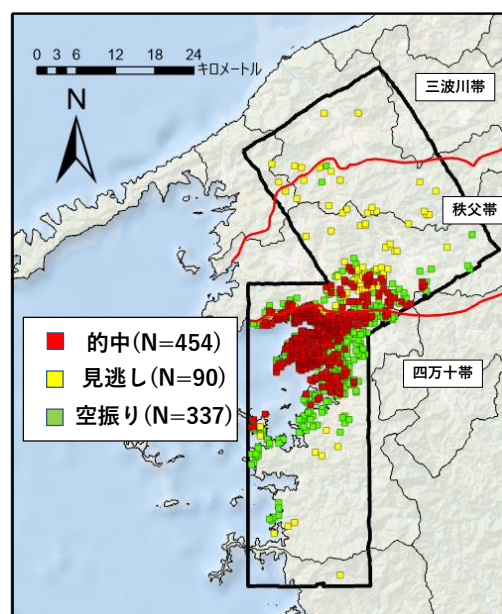 0 3 6 12 18 24
キロメートル
N
三波川帯
秩父帯
四万十帯
的中(N=454)
見逃し(N=90)
空振り(N=337)